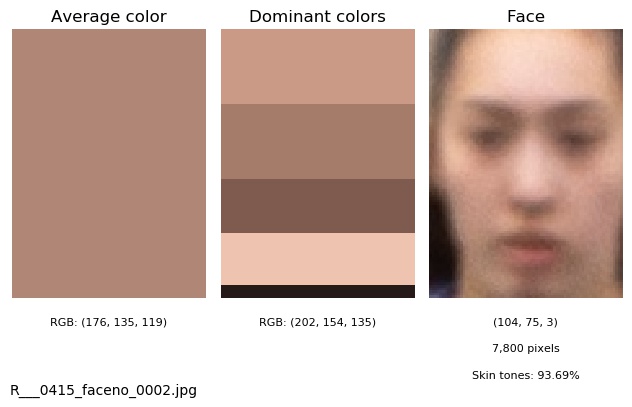 Average color
Dominant colors
Face
RGB: (176, 135, 119)
RGB: (202, 154, 135)
(104, 75, 3)
7,800 pixels
Skin tones: 93.69%
R___0415_faceno_0002.jpg